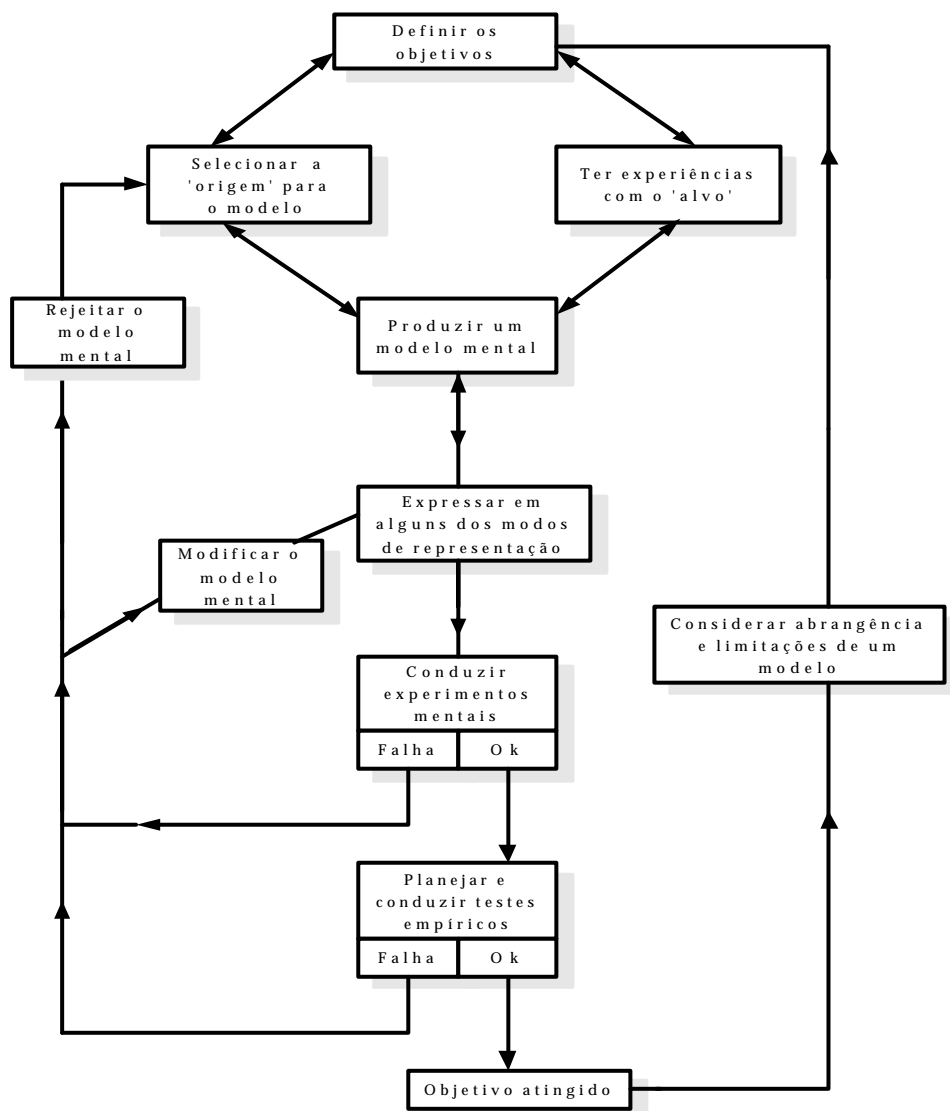 Definir os
objetivos
Selecionar a
'origem' para
o modelo
Ter experiências
com o 'alvo'
Rejeitar o
modelo
mental
Produzir um
modelo mental
Expressar em
alguns dos modos
de representação
Modificar o
modelo
mental
Considerar abrangência
e limitações de um
modelo
Conduzir
experimentos
mentais
Falha
Ok
Planejar e
conduzir testes
empíricos
Falha
Ok
Objetivo atingido